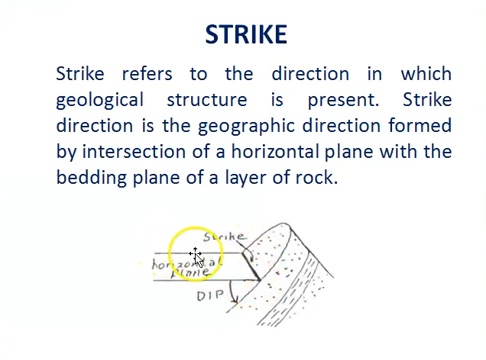 STRIKE
Strike refers to the direction in which
geological structure is present. Strike
direction is the geographic direction formed
by intersection of a horizontal plane with the
bedding plane of a layer of rock.
Strike
horizontal
plane
DIP